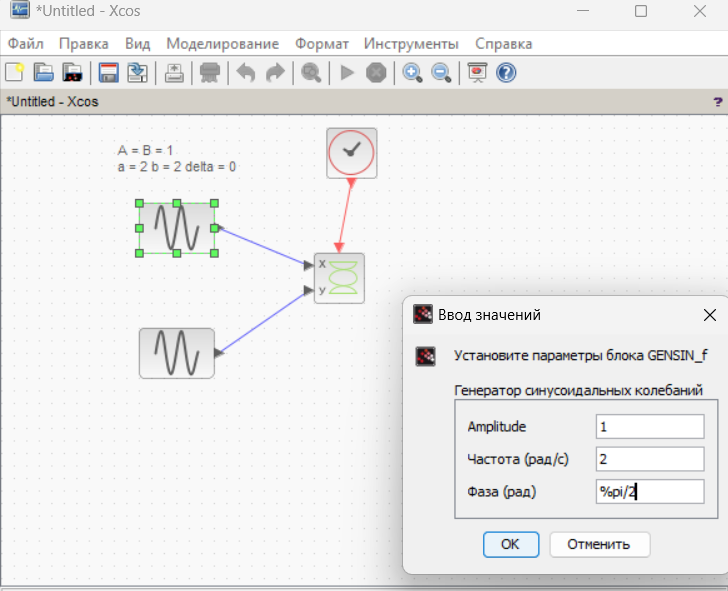 *Untitled - Xcos
Файл Правка Вид Моделирование Формат Инструменты Справка
*Untitled - Xcos ?
A = B = 1
a = 2 b = 2 delta = 0
x
y
Ввод значений
Установите параметры блока GENSIN_f
Генератор синусоидальных колебаний
Amplitude 1
Частота (рад/с) 2
Фаза (рад) %pi/2
OK Отменить